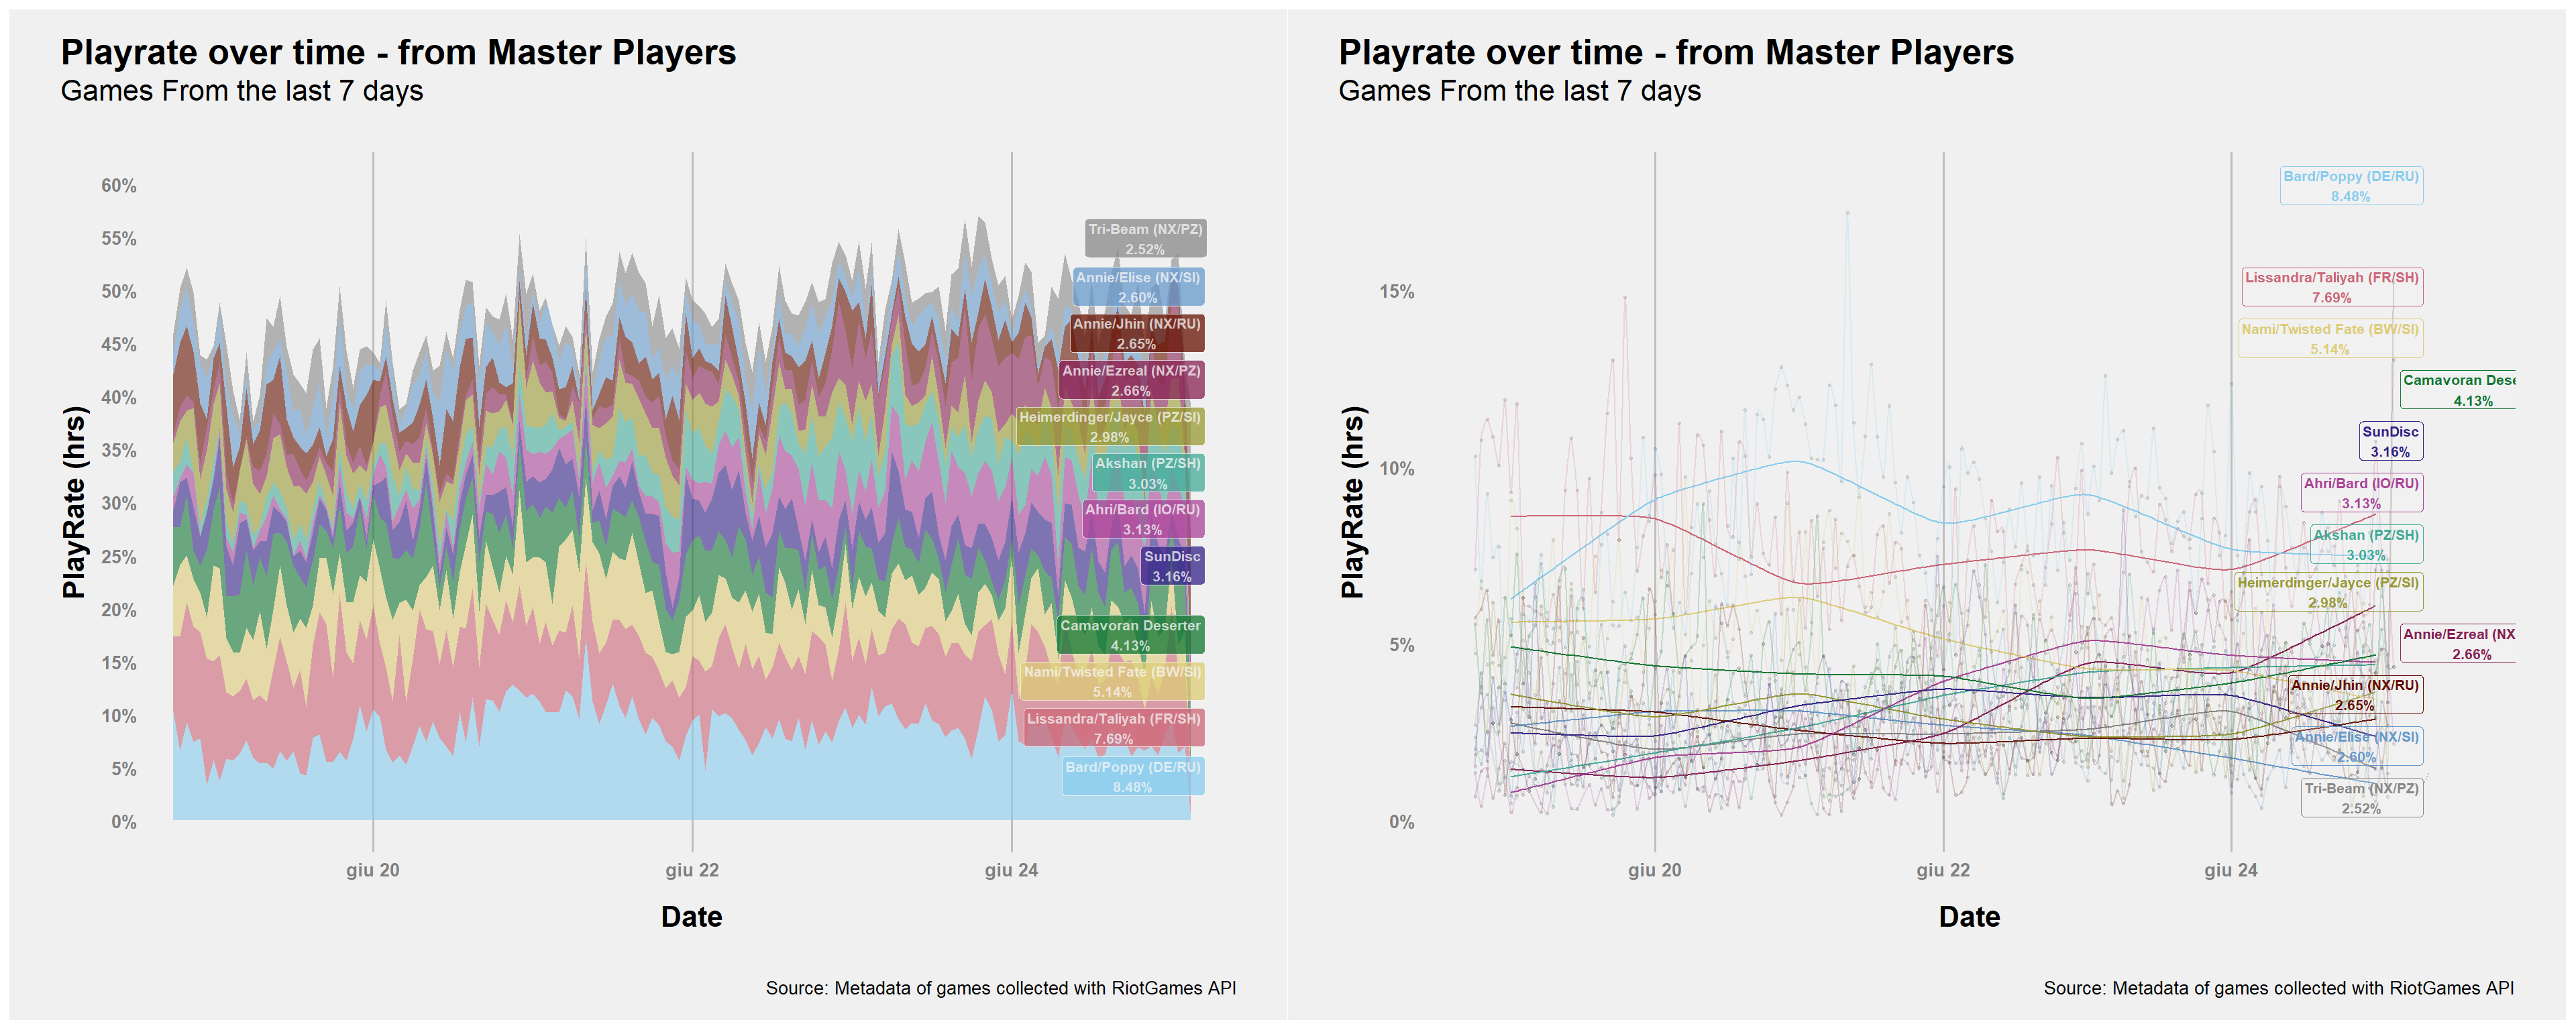 Playrate over time - from Master Players
Games From the last 7 days
PlayRate (hrs)
60%
55%
50%
45%
40%
35%
30%
25%
20%
15%
10%
5%
0%
Tri-Beam (NX/PZ)
2.52%
Annie/Elise (NX/SI)
2.60%
Annie/Jhin (NX/RU)
2.65%
Annie/Ezreal (NX/PZ)
2.66%
Heimerdinger/Jayce (PZ/SI)
2.98%
Akshan (PZ/SH)
3.03%
Ahri/Bard (IO/RU)
3.13%
SunDisc
3.16%
Camavoran Deserter
4.13%
Nami/Twisted Fate (BW/SI)
5.14%
Lissandra/Taliyah (FR/SH)
7.69%
Bard/Poppy (DE/RU)
8.48%
giu 20
giu 22
giu 24
Date
Source: Metadata of games collected with RiotGames API
Playrate over time - from Master Players
Games From the last 7 days
PlayRate (hrs)
15%
10%
5%
0%
Bard/Poppy (DE/RU)
8.48%
Lissandra/Taliyah (FR/SH)
7.69%
Nami/Twisted Fate (BW/SI)
5.14%
Camavoran Dese
4.13%
SunDisc
3.16%
Ahri/Bard (IO/RU)
3.13%
Akshan (PZ/SH)
3.03%
Heimerdinger/Jayce (PZ/SI)
2.98%
Annie/Ezreal (NX
2.66%
Annie/Jhin (NX/RU)
2.65%
Annie/Elise (NX/SI)
2.60%
Tri-Beam (NX/PZ)
2.52%
giu 20
giu 22
giu 24
Date
Source: Metadata of games collected with RiotGames API